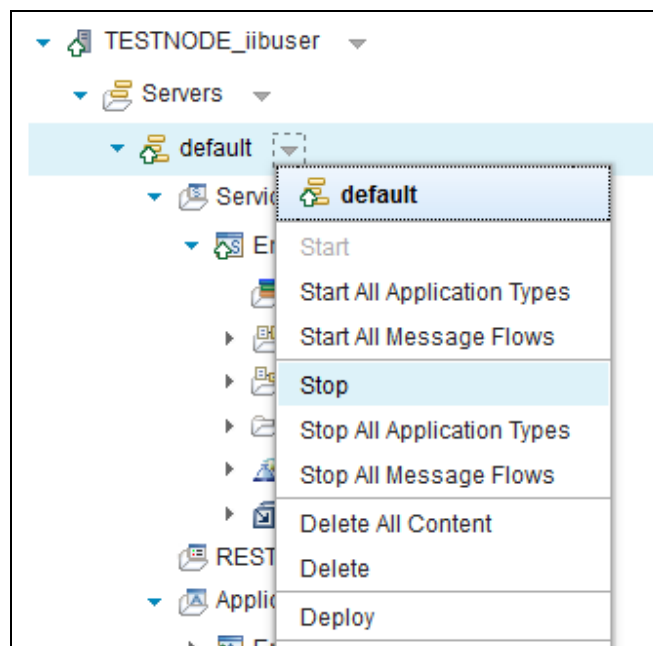 TESTNODE_iibuser
Servers
default
default
Start
Start All Application Types
Start All Message Flows
Stop
Stop All Application Types
Stop All Message Flows
Delete All Content
REST
Delete
Deploy